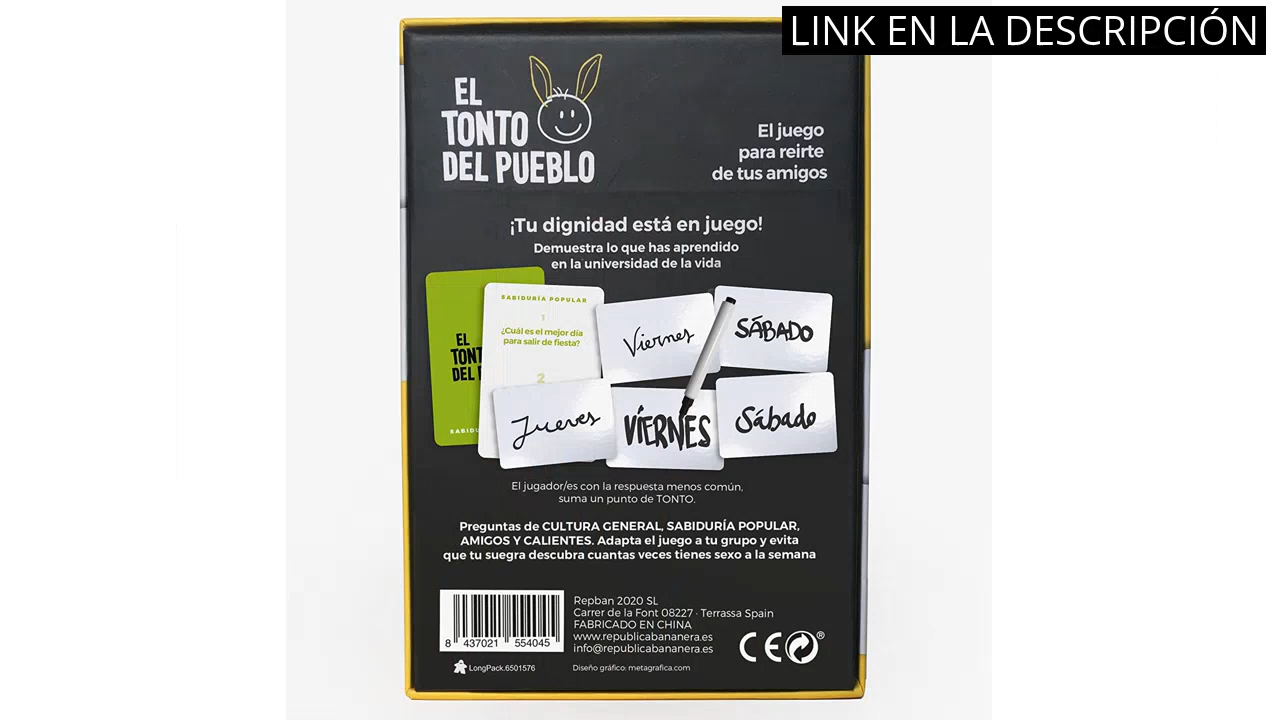 LINK EN LA DESCRIPCIÓN
EL
TONTO
DEL PUEBLO
El juego
para reirte
de tus amigos
¡Tu dignidad está en juego!
Demuestra lo que has aprendido
en la universidad de la vida
SABIDURÍA POPULAR
1
¿Cuál es el mejor día
para salir de fiesta?
2
EL
TONT
DEL P
SABIDU
Viernes
SÁBADO
Jueves
VIERNES
Sábado
El jugador/es con la respuesta menos común,
suma un punto de TONTO.
Preguntas de CULTURA GENERAL, SABIDURÍA POPULAR,
AMIGOS Y CALIENTES. Adapta el juego a tu grupo y evita
que tu suegra descubra cuantas veces tienes sexo a la semana
8 437021 554045
Repban 2020 SL
Carrer de la Font 08227 · Terrassa Spain
FABRICADO EN CHINA
www.republicabananera.es
info@republicabananera.es
CE
®
LongPack.6501576
Diseño gráfico: metagrafica.com